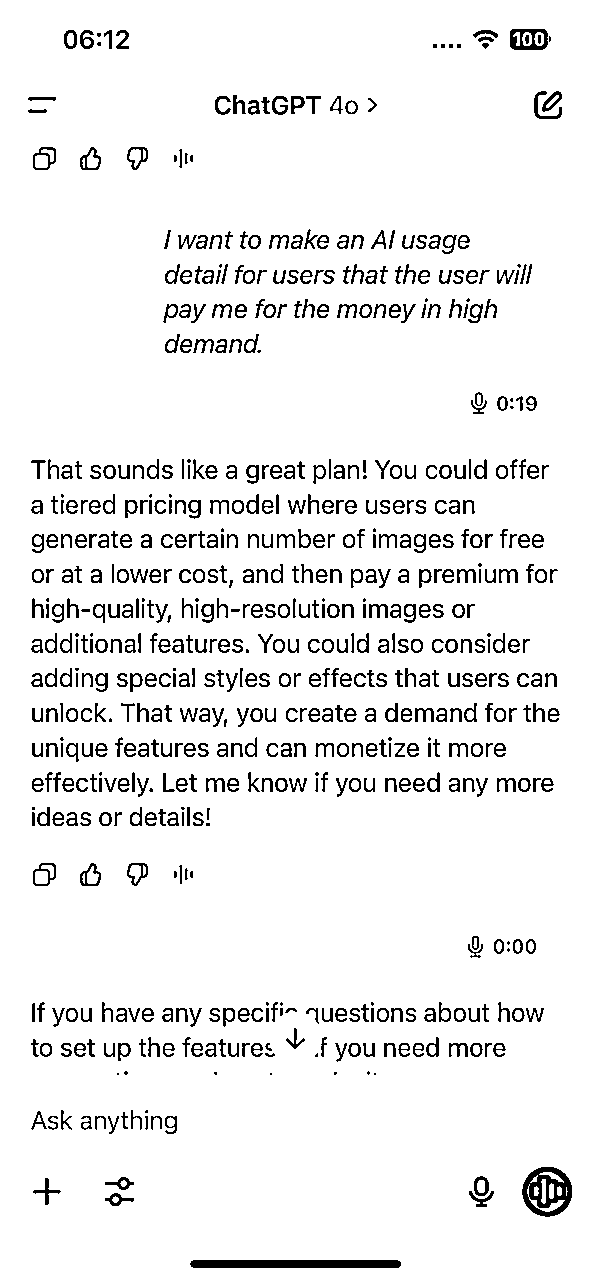 06:12
100
ChatGPT 4o >
I want to make an AI usage
detail for users that the user will
pay me for the money in high
demand.
0:19
That sounds like a great plan! You could offer
a tiered pricing model where users can
generate a certain number of images for free
or at a lower cost, and then pay a premium for
high-quality, high-resolution images or
additional features. You could also consider
adding special styles or effects that users can
unlock. That way, you create a demand for the
unique features and can monetize it more
effectively. Let me know if you need any more
ideas or details!
0:00
If you have any specific questions about how
to set up the features if you need more
Ask anything